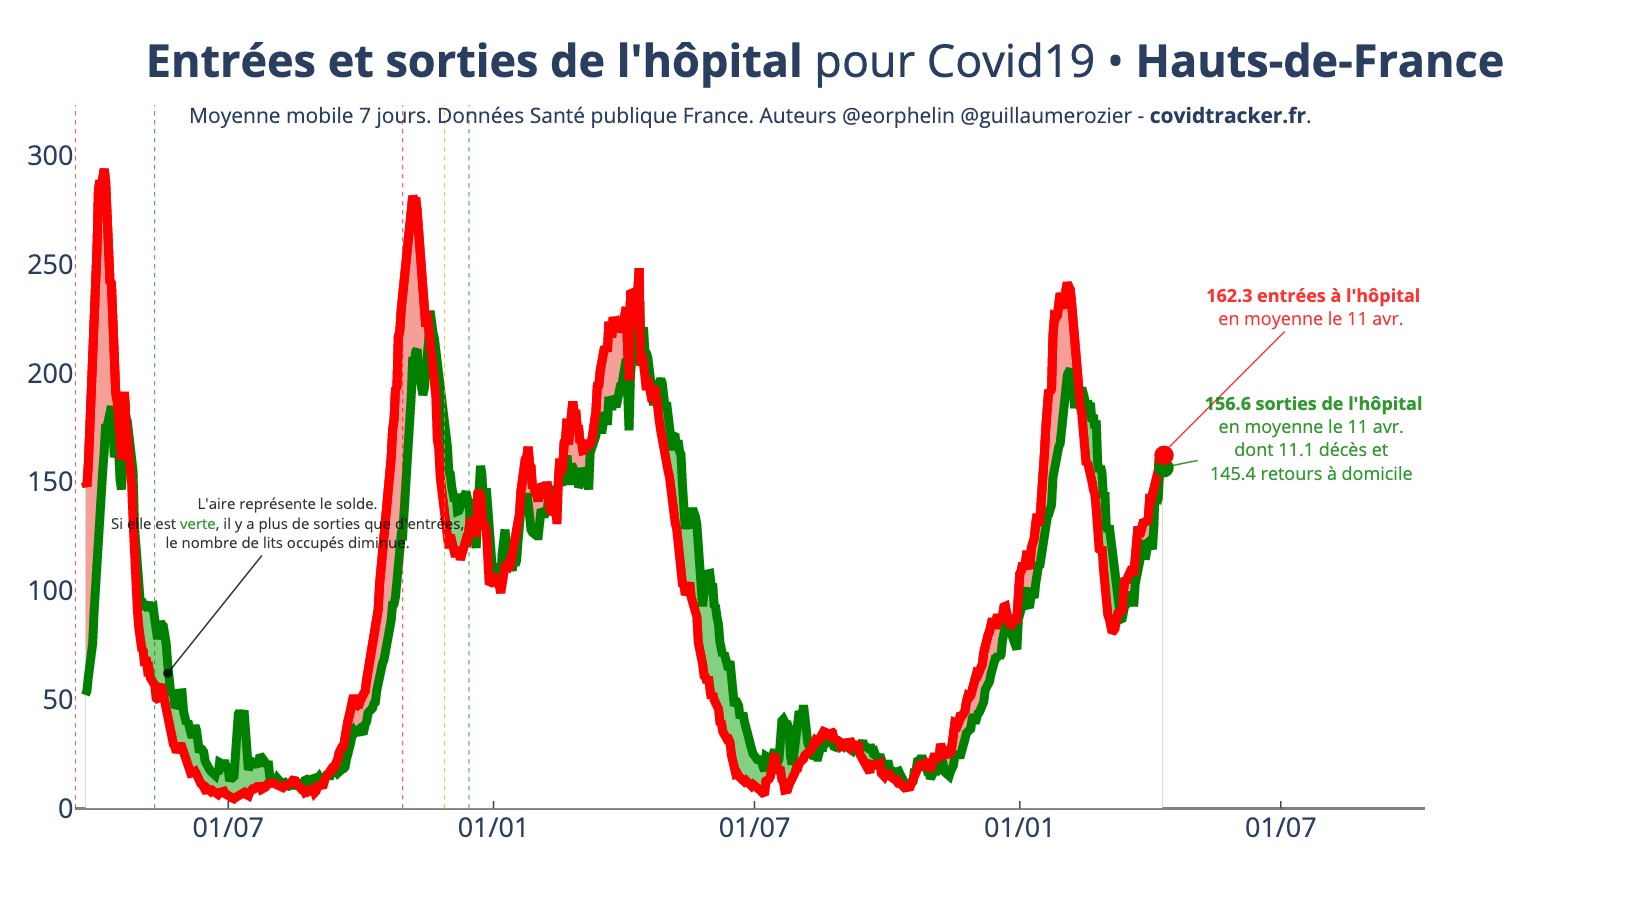 Entrées et sorties de l'hôpital pour Covid19 • Hauts-de-France
Moyenne mobile 7 jours. Données Santé publique France. Auteurs @eorphelin @guillaumerozier - covidtracker.fr.
300
250
200
150
100
50
0
162.3 entrées à l'hôpital
en moyenne le 11 avr.
156.6 sorties de l'hôpital
en moyenne le 11 avr.
dont 11.1 décès et
145.4 retours à domicile
L'aire représente le solde.
Si elle est verte, il y a plus de sorties que d'entrées,
le nombre de lits occupés diminue.
01/07
01/01
01/07
01/01
01/07